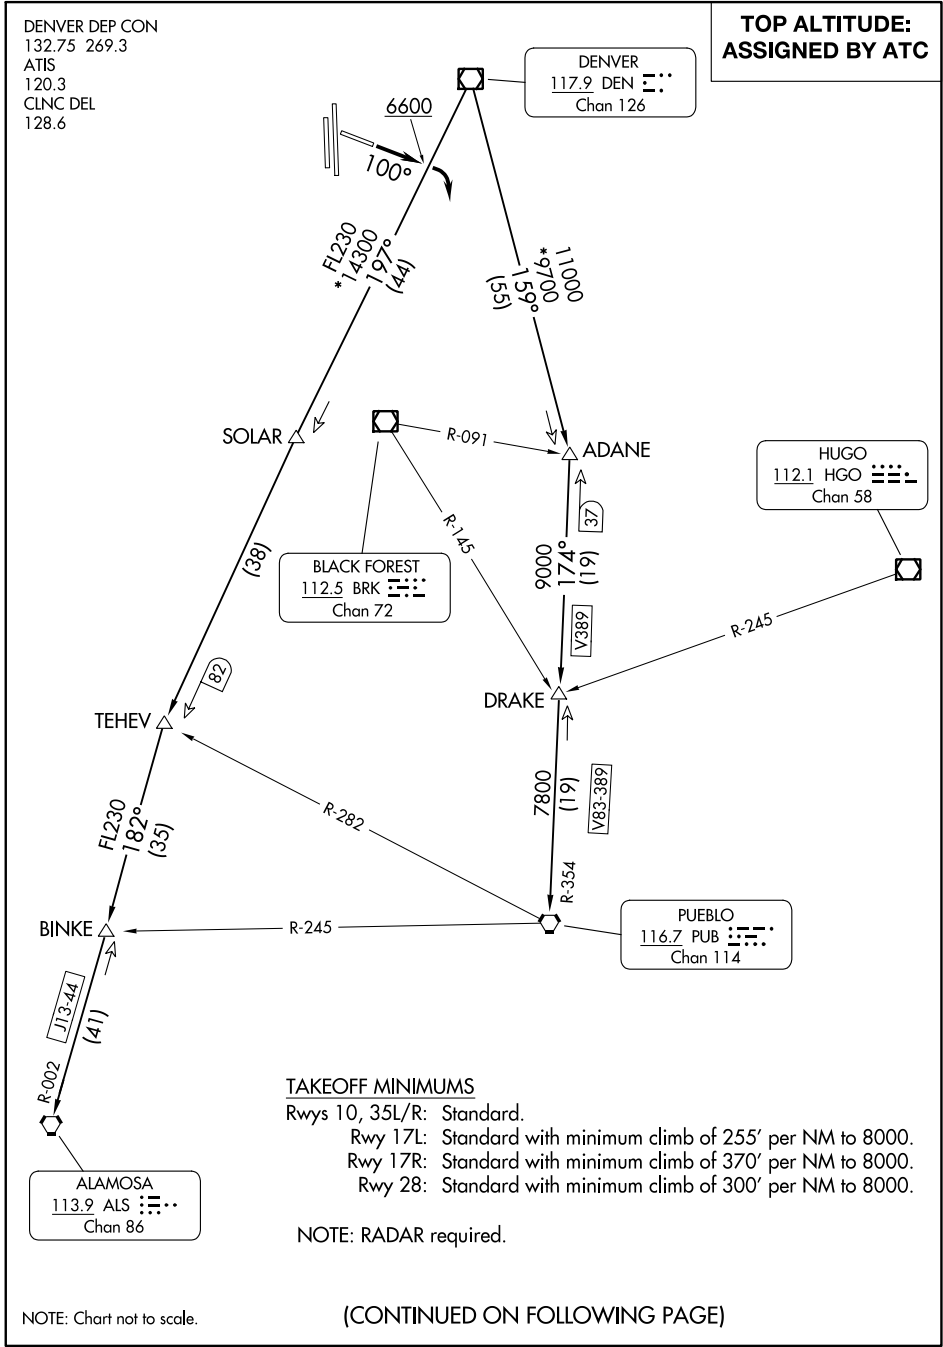 DENVER DEP CON
132.75 269.3
ATIS
120.3
CLNC DEL
128.6
TOP ALTITUDE:
ASSIGNED BY ATC
DENVER
117.9 DEN
Chan 126
6600
100°
FL230
*14300
197°
(44)
11000
*9700
159°
(55)
SOLAR
R-091
ADANE
HUGO
112.1 HGO
Chan 58
37
R-145
9000
174°
(19)
(38)
BLACK FOREST
112.5 BRK
Chan 72
V389
R-245
82
DRAKE
TEHEV
7800
(19)
V83-389
R-282
FL230
182°
(35)
R-354
BINKE
R-245
PUEBLO
116.7 PUB
Chan 114
J13-44
(41)
R-002
ALAMOSA
113.9 ALS
Chan 86
TAKEOFF MINIMUMS
Rwys 10, 35L/R: Standard.
Rwy 17L: Standard with minimum climb of 255' per NM to 8000.
Rwy 17R: Standard with minimum climb of 370' per NM to 8000.
Rwy 28: Standard with minimum climb of 300' per NM to 8000.
NOTE: RADAR required.
NOTE: Chart not to scale.
(CONTINUED ON FOLLOWING PAGE)